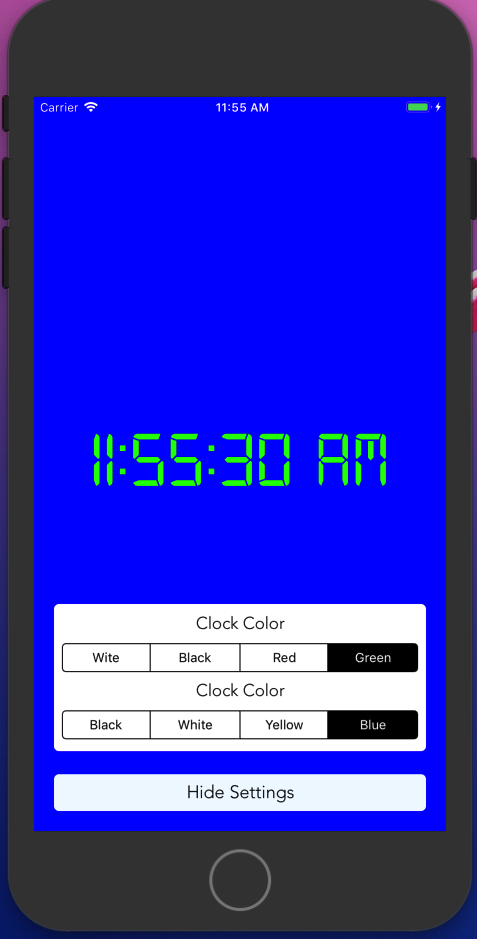 Carrier 11:55 AM
11:55:30 AM
Clock Color
Wite Black Red Green
Clock Color
Black White Yellow Blue
Hide Settings